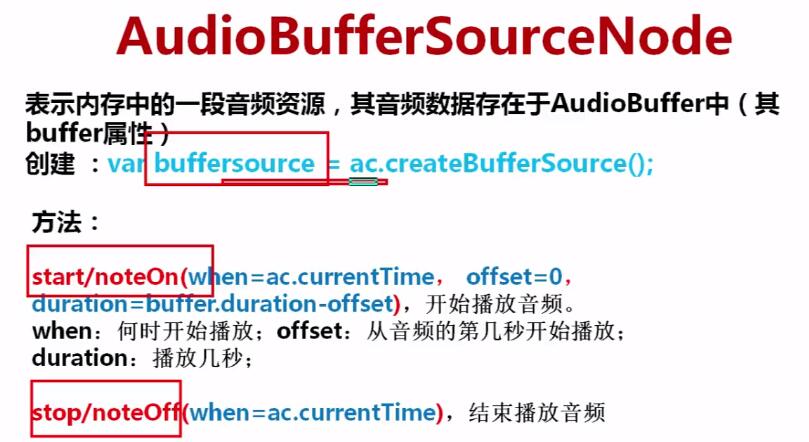 AudioBufferSourceNode
表示内存中的一段音频资源，其音频数据存在于AudioBuffer中（其
buffer属性）
创建 ：var buffersource = ac.createBufferSource();
方法：
start/noteOn(when=ac.currentTime， offset=0，
duration=buffer.duration-offset)，开始播放音频。
when：何时开始播放；offset：从音频的第几秒开始播放；
duration：播放几秒；
stop/noteOff(when=ac.currentTime)，结束播放音频